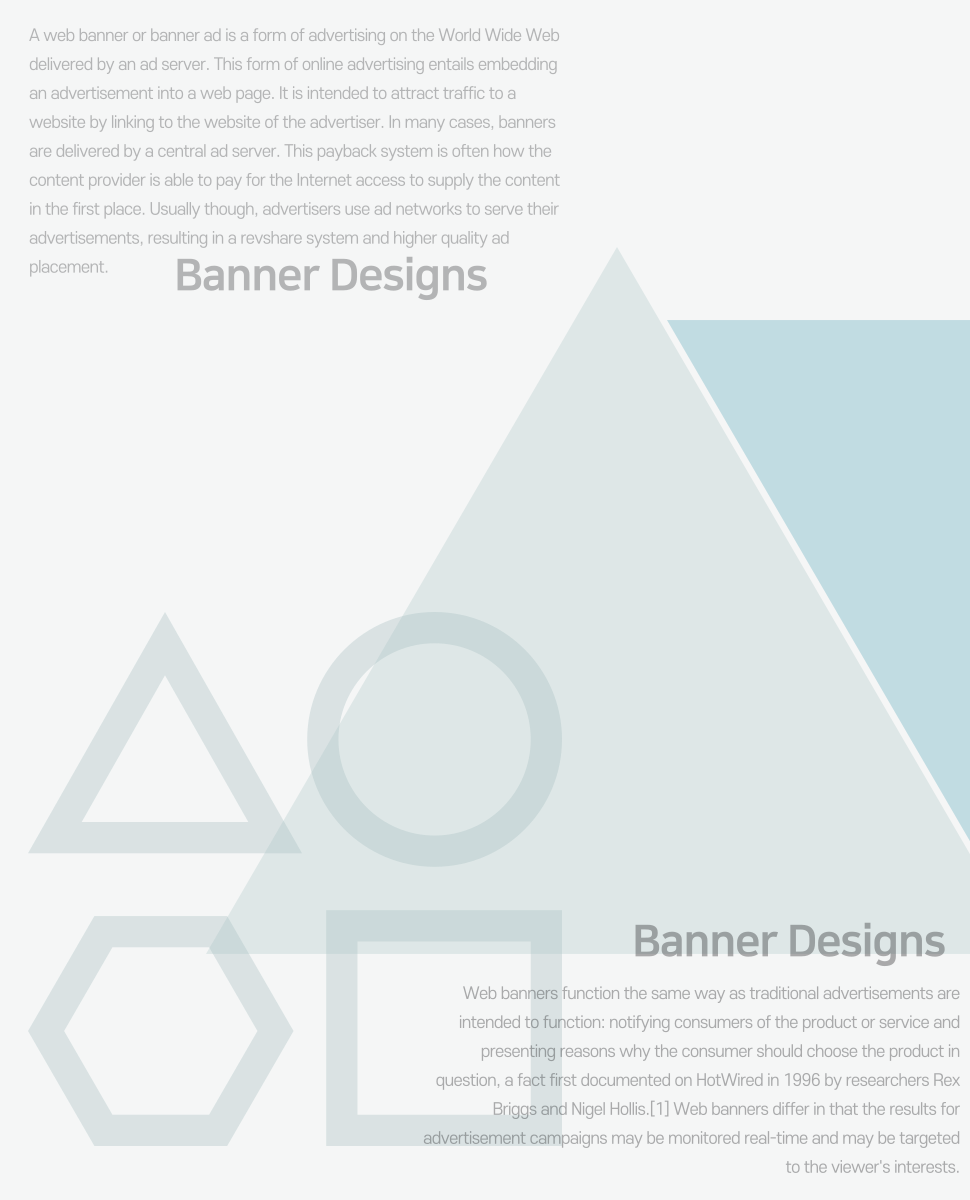 A web banner or banner ad is a form of advertising on the World Wide Web
delivered by an ad server. This form of online advertising entails embedding
an advertisement into a web page. It is intended to attract traffic to a
website by linking to the website of the advertiser. In many cases, banners
are delivered by a central ad server. This payback system is often how the
content provider is able to pay for the Internet access to supply the content
in the first place. Usually though, advertisers use ad networks to serve their
advertisements, resulting in a revshare system and higher quality ad
placement.
Banner Designs
Banner Designs
Web banners function the same way as traditional advertisements are
intended to function: notifying consumers of the product or service and
presenting reasons why the consumer should choose the product in
question, a fact first documented on HotWired in 1996 by researchers Rex
Briggs and Nigel Hollis.[1] Web banners differ in that the results for
advertisement campaigns may be monitored real-time and may be targeted
to the viewer's interests.